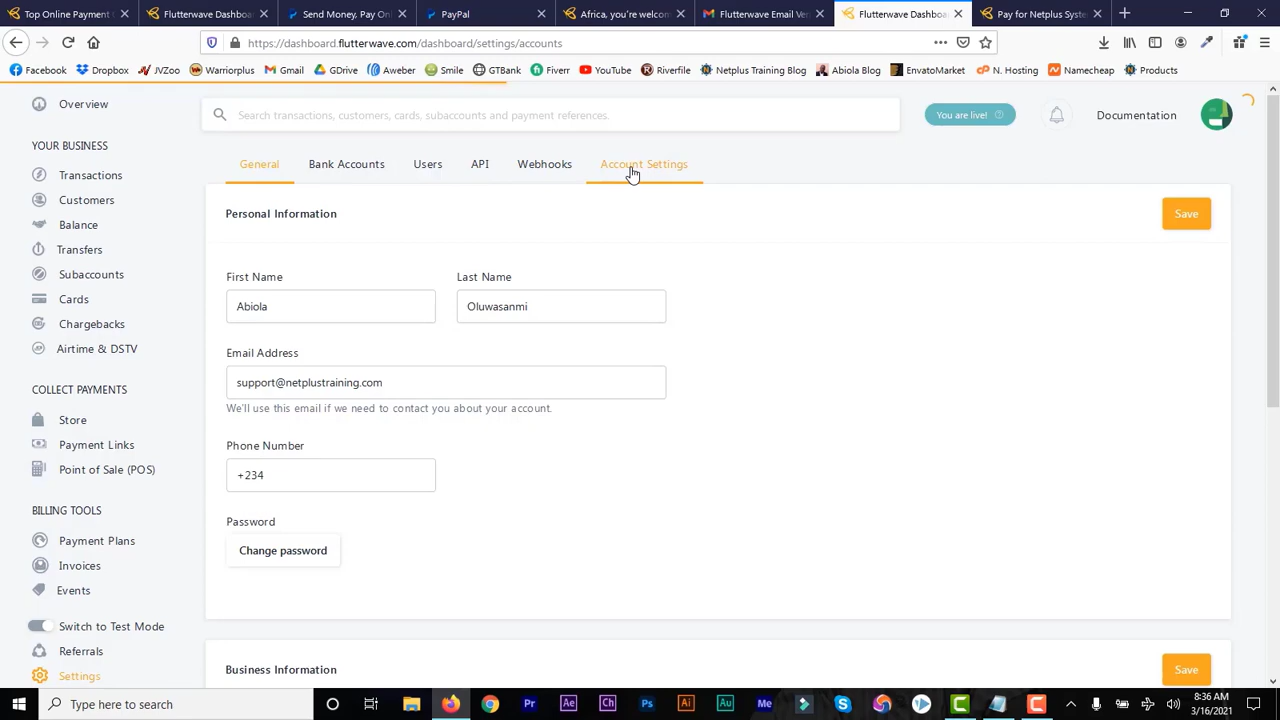 Top Online Payment G
Flutterwave Dashbo
Send Money, Pay Onl
PayPal
Africa, you're welcom
Flutterwave Email Ver
Flutterwave Dashboa
Pay for Netplus Syste
https://dashboard.flutterwave.com/dashboard/settings/accounts
Facebook
Dropbox
JVZoo
Warriorplus
Gmail
GDrive
Aweber
Smile
GTBank
Fiverr
YouTube
Riverfile
Netplus Training Blog
Abiola Blog
EnvatoMarket
N. Hosting
Namecheap
Products
Overview
Search transactions, customers, cards, subaccounts and payment references.
You are live!
Documentation
YOUR BUSINESS
Transactions
Customers
Balance
Transfers
Subaccounts
Cards
Chargebacks
Airtime & DSTV
COLLECT PAYMENTS
Store
Payment Links
Point of Sale (POS)
BILLING TOOLS
Payment Plans
Invoices
Events
Switch to Test Mode
Referrals
Settings
General
Bank Accounts
Users
API
Webhooks
Account Settings
Personal Information
Save
First Name
Last Name
Abiola
Oluwasanmi
Email Address
support@netplustraining.com
We'll use this email if we need to contact you about your account.
Phone Number
+234
Password
Change password
Business Information
Save
Type here to search
8:36 AM
3/16/2021